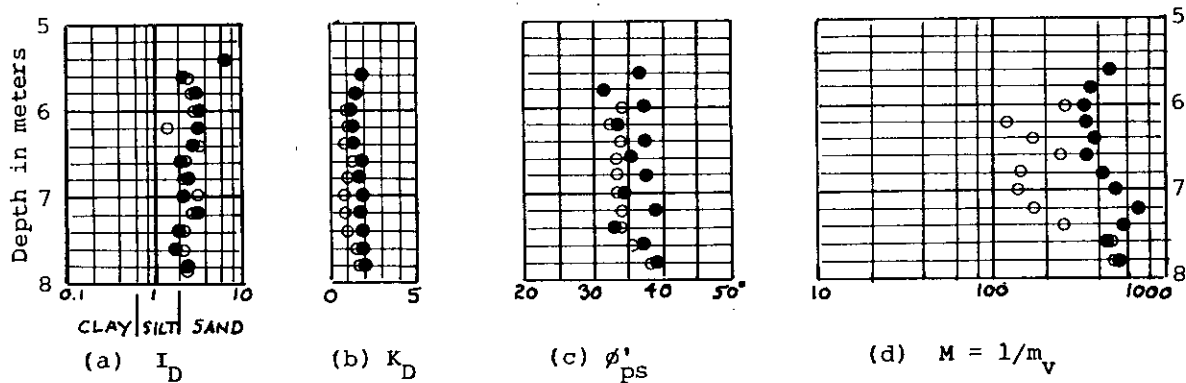 Depth in meters
5
6
7
8
0.1 1 10
CLAY SILT SAND
(a) I_D
0 5
(b) K_D
20 30 40 50°
(c) ϕ'_ps
10 100 1000
5
6
7
8
(d) M = 1/m_v